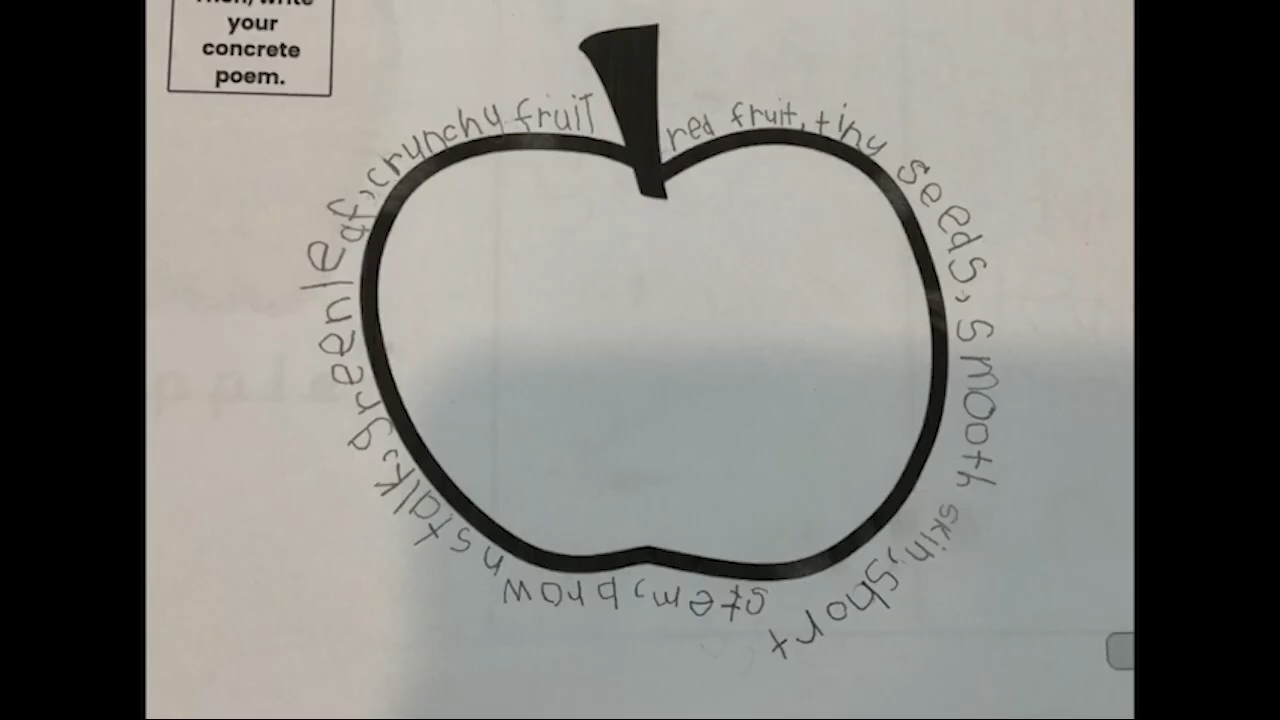 Then, write
your
concrete
poem.
red fruit, tiny seeds, smooth skin, short stem, brown stalk, green leaf, crunchy fruit